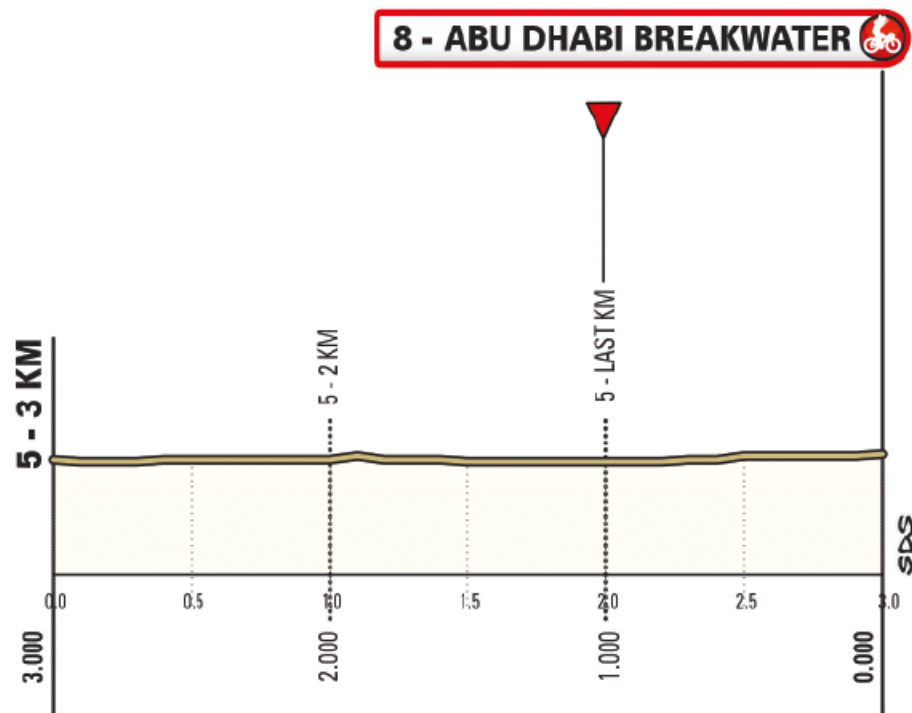 8 - ABU DHABI BREAKWATER
5 - 3 KM
5 - 2 KM
5 - LAST KM
SDS
0.0 0.5 1.0 1.5 2.0 2.5 3.0
3.000 2.000 1.000 0.000